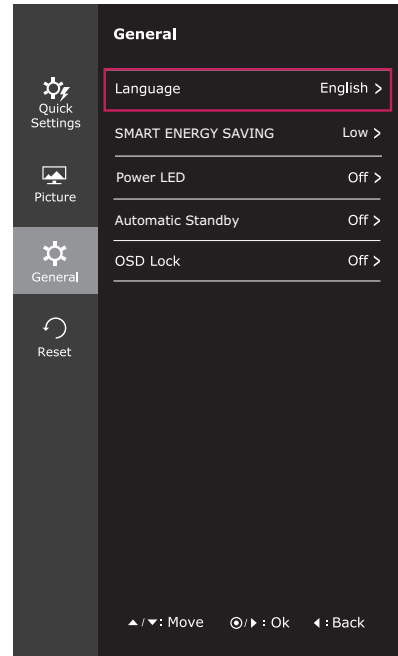 General
Quick
Settings
Picture
General
Reset
Language English >
SMART ENERGY SAVING Low >
Power LED Off >
Automatic Standby Off >
OSD Lock Off >
▲/▼: Move ◉/▶ : Ok ◀ : Back